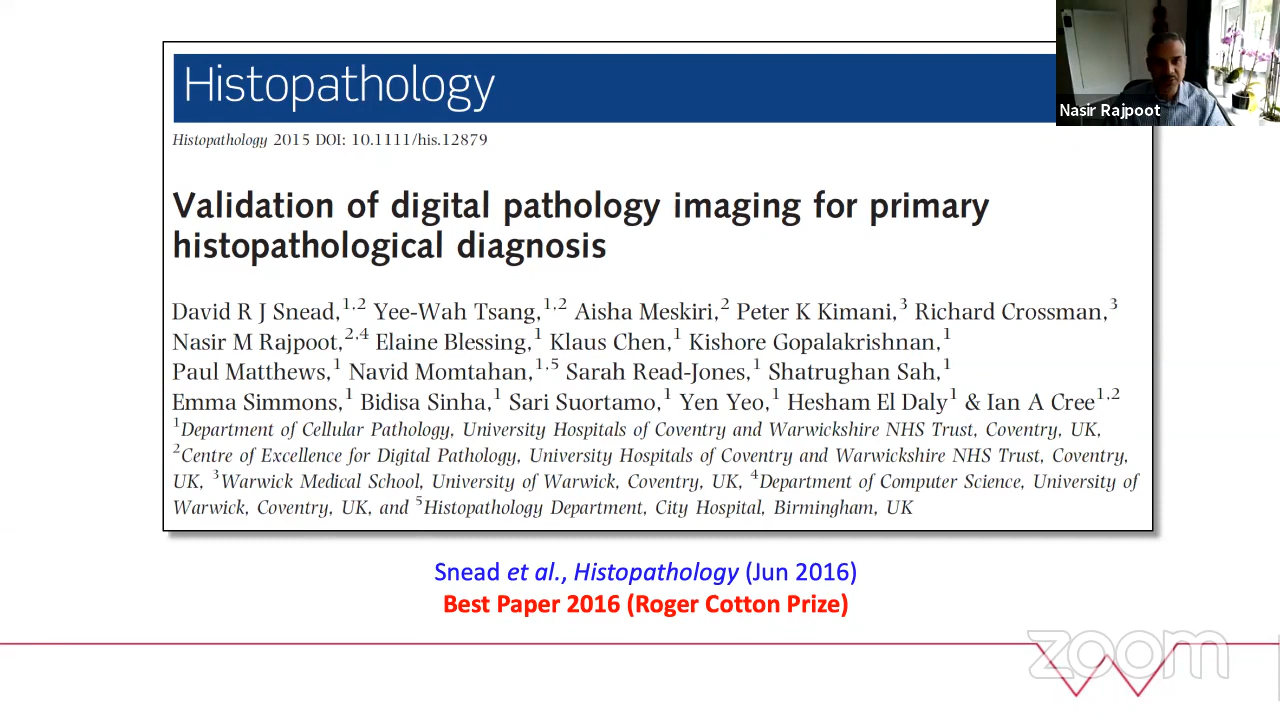 Histopathology
Nasir Rajpoot
Histopathology 2015 DOI: 10.1111/his.12879
Validation of digital pathology imaging for primary
histopathological diagnosis
David R J Snead,1,2 Yee-Wah Tsang,1,2 Aisha Meskiri,2 Peter K Kimani,3 Richard Crossman,3
Nasir M Rajpoot,2,4 Elaine Blessing,1 Klaus Chen,1 Kishore Gopalakrishnan,1
Paul Matthews,1 Navid Momtahan,1,5 Sarah Read-Jones,1 Shatrughan Sah,1
Emma Simmons,1 Bidisa Sinha,1 Sari Suortamo,1 Yen Yeo,1 Hesham El Daly1 & Ian A Cree1,2
1Department of Cellular Pathology, University Hospitals of Coventry and Warwickshire NHS Trust, Coventry, UK,
2Centre of Excellence for Digital Pathology, University Hospitals of Coventry and Warwickshire NHS Trust, Coventry,
UK, 3Warwick Medical School, University of Warwick, Coventry, UK, 4Department of Computer Science, University of
Warwick, Coventry, UK, and 5Histopathology Department, City Hospital, Birmingham, UK
Snead et al., Histopathology (Jun 2016)
Best Paper 2016 (Roger Cotton Prize)
zoom